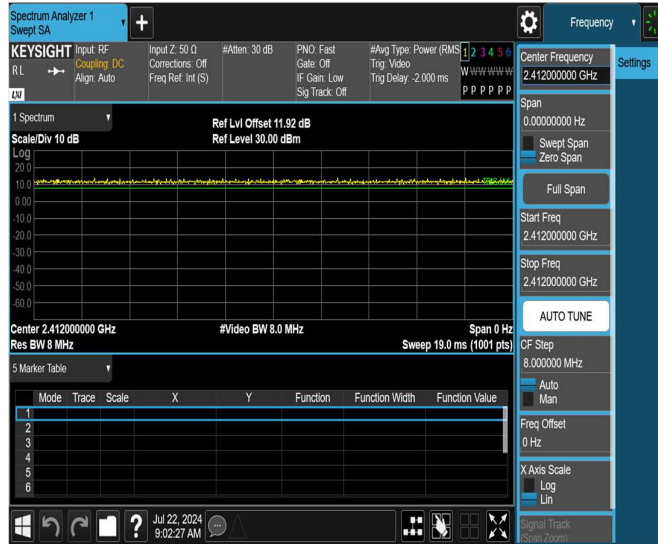 Spectrum Analyzer 1
Swept SA
+
Frequency
KEYSIGHT
R L
LXI
Input: RF
Coupling: DC
Align: Auto
Input Z: 50 Ω
Corrections: Off
Freq Ref: Int (S)
#Atten: 30 dB
PNO: Fast
Gate: Off
IF Gain: Low
Sig Track: Off
#Avg Type: Power (RMS
Trig: Video
Trig Delay: -2.000 ms
1 2 3 4 5 6
W W W W W W
P P P P P P
Center Frequency
2.412000000 GHz
Settings
Span
0.00000000 Hz
Swept Span
Zero Span
Full Span
Start Freq
2.412000000 GHz
Stop Freq
2.412000000 GHz
AUTO TUNE
CF Step
8.000000 MHz
Auto
Man
Freq Offset
0 Hz
X Axis Scale
Log
Lin
Signal Track
(Span Zoom)
1 Spectrum
Scale/Div 10 dB
Ref Lvl Offset 11.92 dB
Ref Level 30.00 dBm
Log
20.0
10.0
0.00
-10.0
-20.0
-30.0
-40.0
-50.0
-60.0
Center 2.412000000 GHz
#Video BW 8.0 MHz
Span 0 Hz
Res BW 8 MHz
Sweep 19.0 ms (1001 pts)
5 Marker Table
Mode Trace Scale X Y Function Function Width Function Value
1
2
3
4
5
6
?
Jul 22, 2024
9:02:27 AM